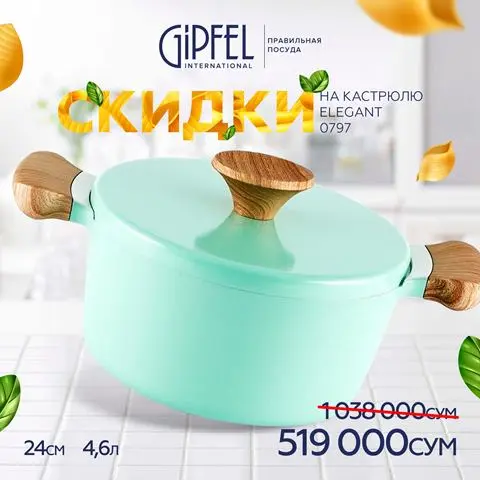 GiPFEL
INTERNATIONAL
ПРАВИЛЬНАЯ
ПОСУДА
СКИДКИ
НА КАСТРЮЛЮ
ELEGANT
0797
1 038 000СУМ
24СМ 4,6Л
519 000СУМ